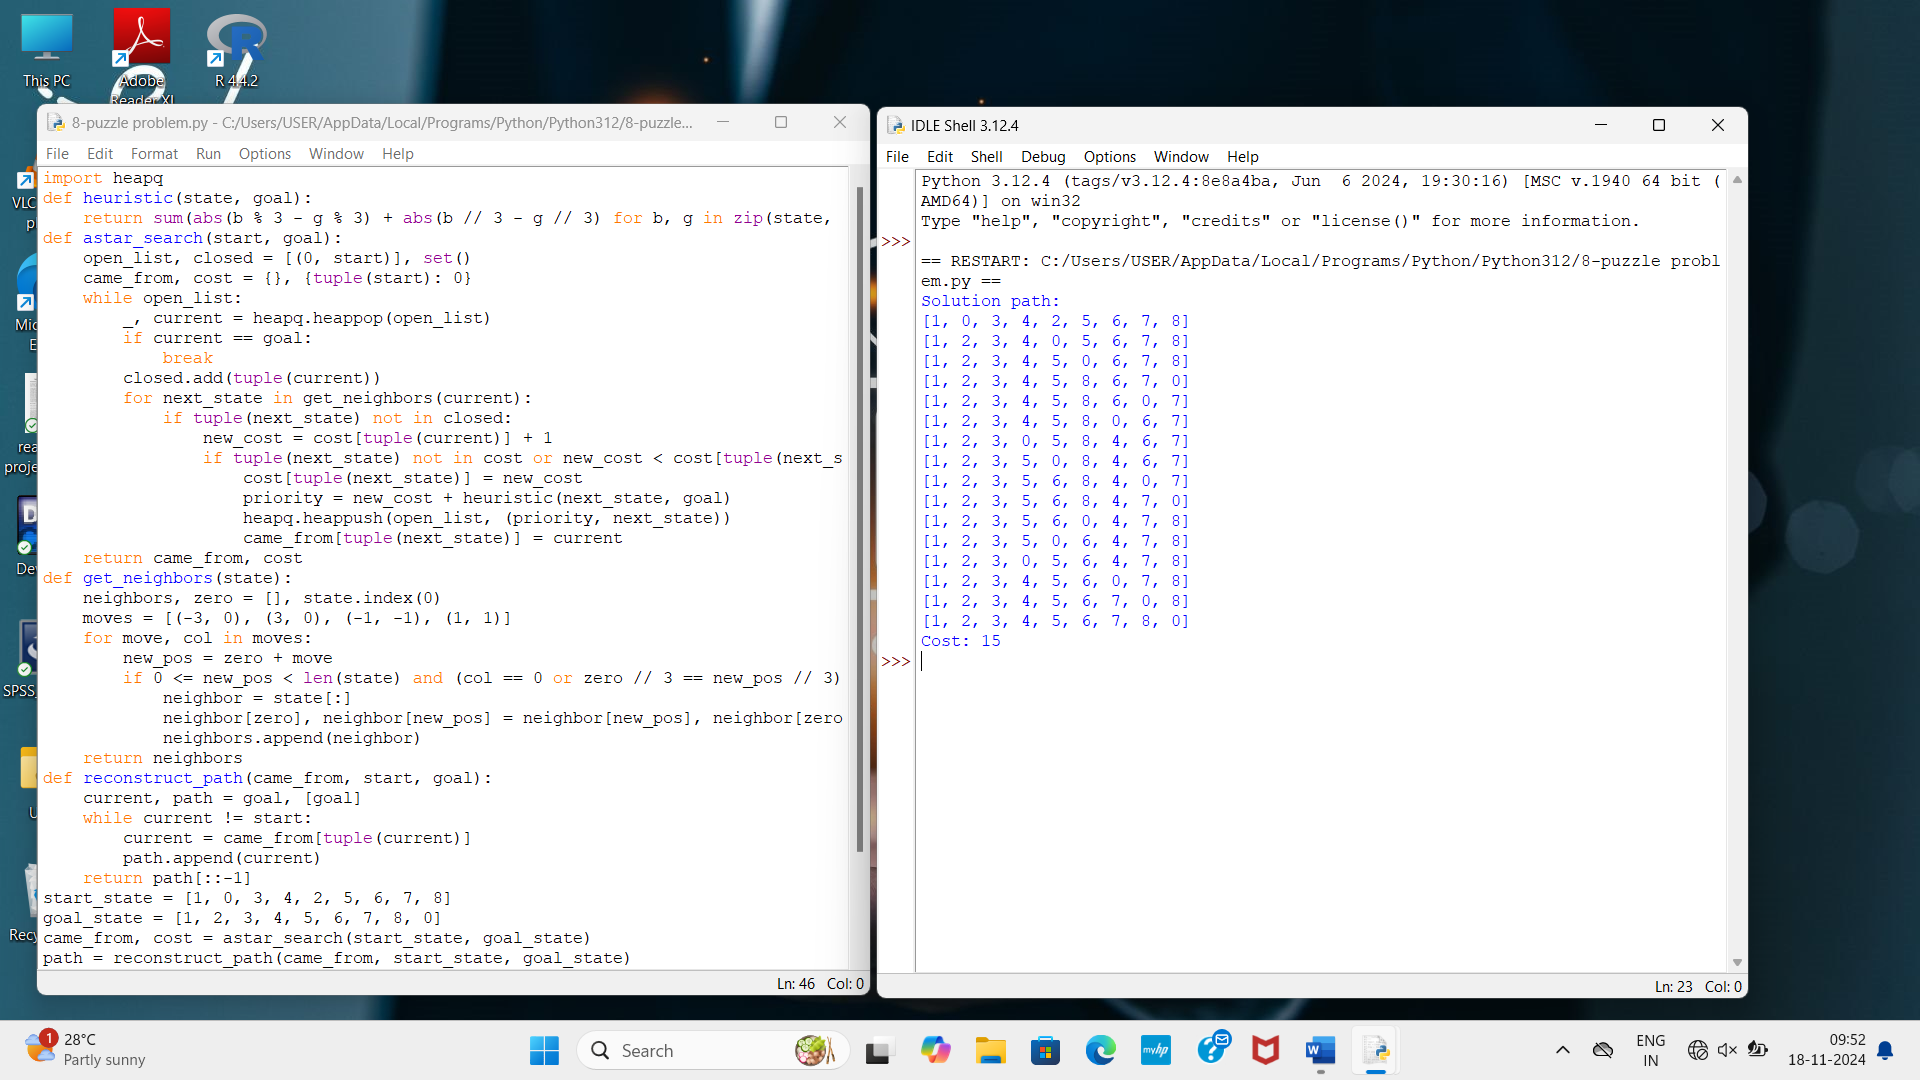 This PC
Adobe
Reader XI
R 4.4.2
8-puzzle problem.py - C:/Users/USER/AppData/Local/Programs/Python/Python312/8-puzzle...
File Edit Format Run Options Window Help
import heapq
def heuristic(state, goal):
    return sum(abs(b % 3 - g % 3) + abs(b // 3 - g // 3) for b, g in zip(state,
def astar_search(start, goal):
    open_list, closed = [(0, start)], set()
    came_from, cost = {}, {tuple(start): 0}
    while open_list:
        _, current = heapq.heappop(open_list)
        if current == goal:
            break
        closed.add(tuple(current))
        for next_state in get_neighbors(current):
            if tuple(next_state) not in closed:
                new_cost = cost[tuple(current)] + 1
                if tuple(next_state) not in cost or new_cost < cost[tuple(next_s
                    cost[tuple(next_state)] = new_cost
                    priority = new_cost + heuristic(next_state, goal)
                    heapq.heappush(open_list, (priority, next_state))
                    came_from[tuple(next_state)] = current
    return came_from, cost
def get_neighbors(state):
    neighbors, zero = [], state.index(0)
    moves = [(-3, 0), (3, 0), (-1, -1), (1, 1)]
    for move, col in moves:
        new_pos = zero + move
        if 0 <= new_pos < len(state) and (col == 0 or zero // 3 == new_pos // 3)
            neighbor = state[:]
            neighbor[zero], neighbor[new_pos] = neighbor[new_pos], neighbor[zero
            neighbors.append(neighbor)
    return neighbors
def reconstruct_path(came_from, start, goal):
    current, path = goal, [goal]
    while current != start:
        current = came_from[tuple(current)]
        path.append(current)
    return path[::-1]
start_state = [1, 0, 3, 4, 2, 5, 6, 7, 8]
goal_state = [1, 2, 3, 4, 5, 6, 7, 8, 0]
came_from, cost = astar_search(start_state, goal_state)
path = reconstruct_path(came_from, start_state, goal_state)
Ln: 46 Col: 0
IDLE Shell 3.12.4
File Edit Shell Debug Options Window Help
Python 3.12.4 (tags/v3.12.4:8e8a4ba, Jun  6 2024, 19:30:16) [MSC v.1940 64 bit (
AMD64)] on win32
Type "help", "copyright", "credits" or "license()" for more information.
>>>
== RESTART: C:/Users/USER/AppData/Local/Programs/Python/Python312/8-puzzle probl
em.py ==
Solution path:
[1, 0, 3, 4, 2, 5, 6, 7, 8]
[1, 2, 3, 4, 0, 5, 6, 7, 8]
[1, 2, 3, 4, 5, 0, 6, 7, 8]
[1, 2, 3, 4, 5, 8, 6, 7, 0]
[1, 2, 3, 4, 5, 8, 6, 0, 7]
[1, 2, 3, 4, 5, 8, 0, 6, 7]
[1, 2, 3, 0, 5, 8, 4, 6, 7]
[1, 2, 3, 5, 0, 8, 4, 6, 7]
[1, 2, 3, 5, 6, 8, 4, 0, 7]
[1, 2, 3, 5, 6, 8, 4, 7, 0]
[1, 2, 3, 5, 6, 0, 4, 7, 8]
[1, 2, 3, 5, 0, 6, 4, 7, 8]
[1, 2, 3, 0, 5, 6, 4, 7, 8]
[1, 2, 3, 4, 5, 6, 0, 7, 8]
[1, 2, 3, 4, 5, 6, 7, 0, 8]
[1, 2, 3, 4, 5, 6, 7, 8, 0]
Cost: 15
>>>
Ln: 23 Col: 0
VLC
1
28°C
Partly sunny
Search
myhp
ENG
IN
09:52
18-11-2024